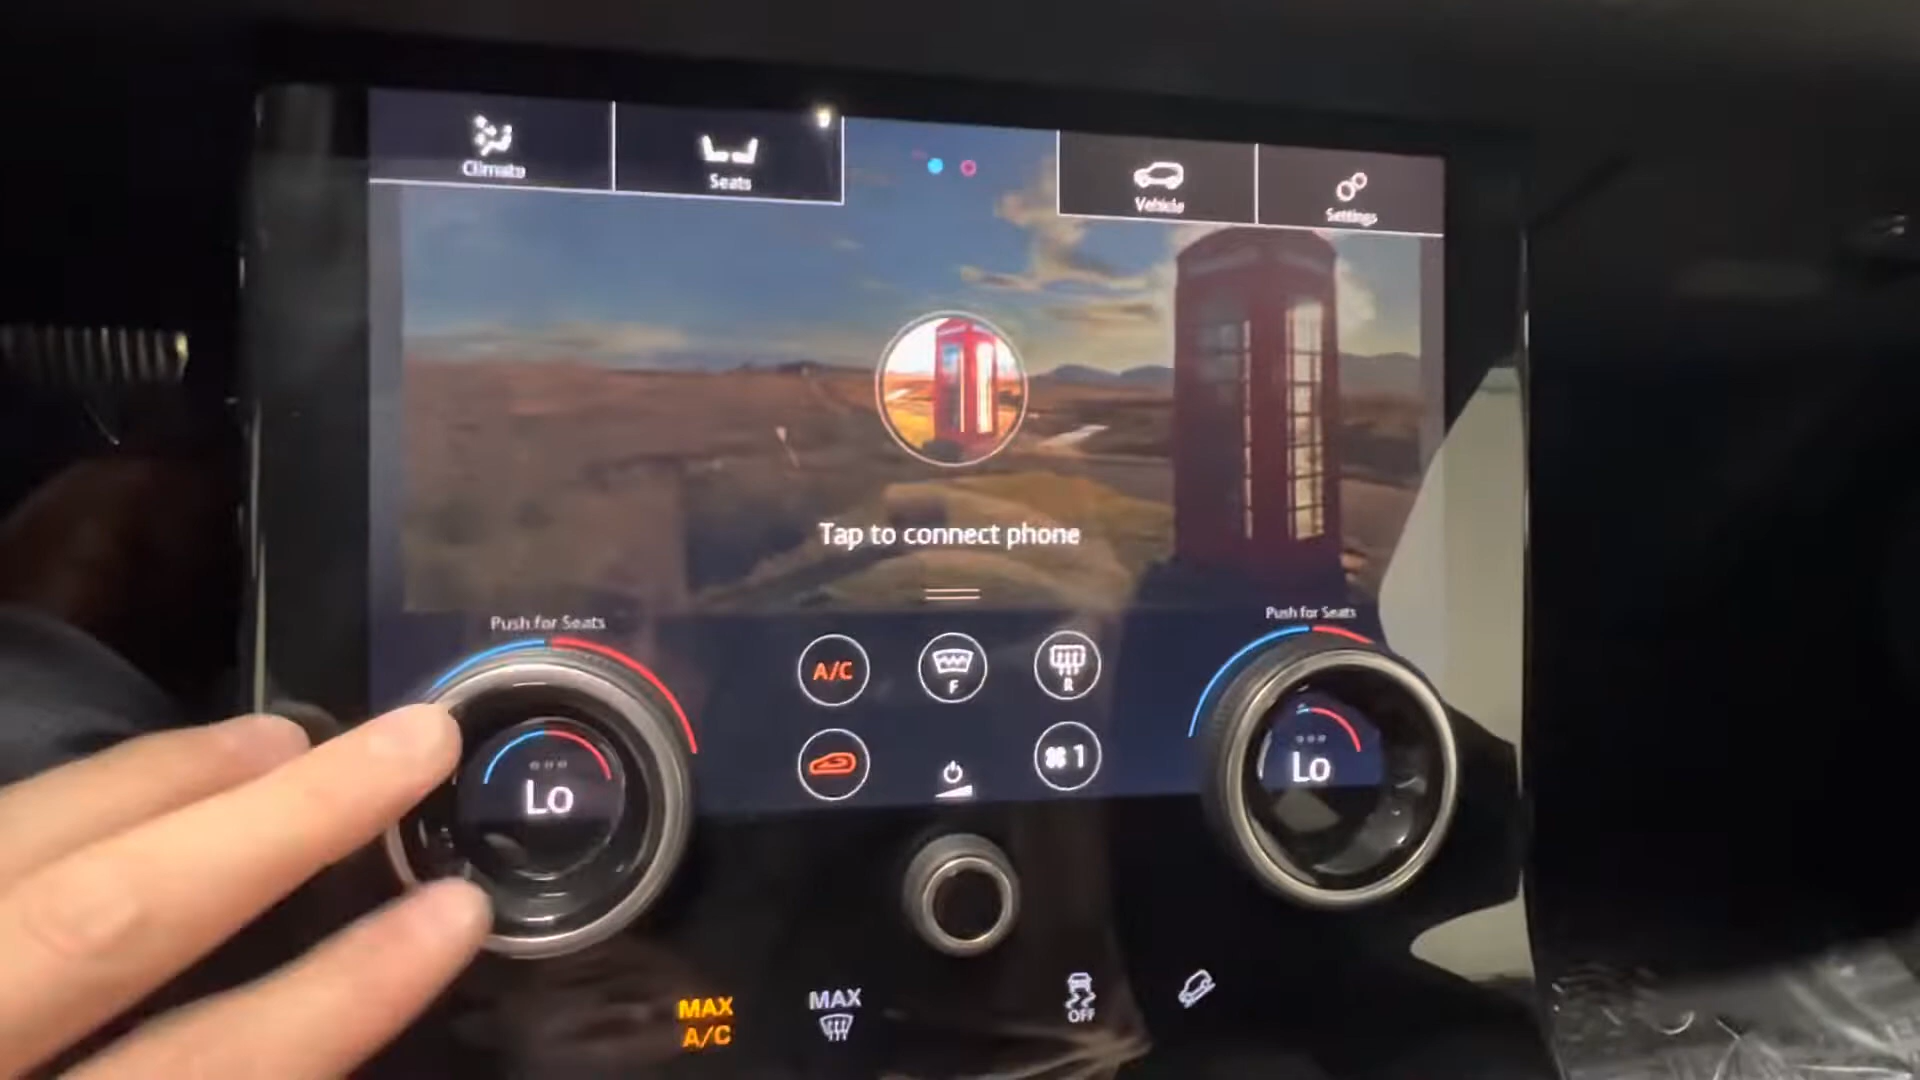 Climate
Seats
Vehicle
Settings
Tap to connect phone
Push for Seats
Push for Seats
A/C
F
R
1
Lo
Lo
MAX
A/C
MAX
OFF